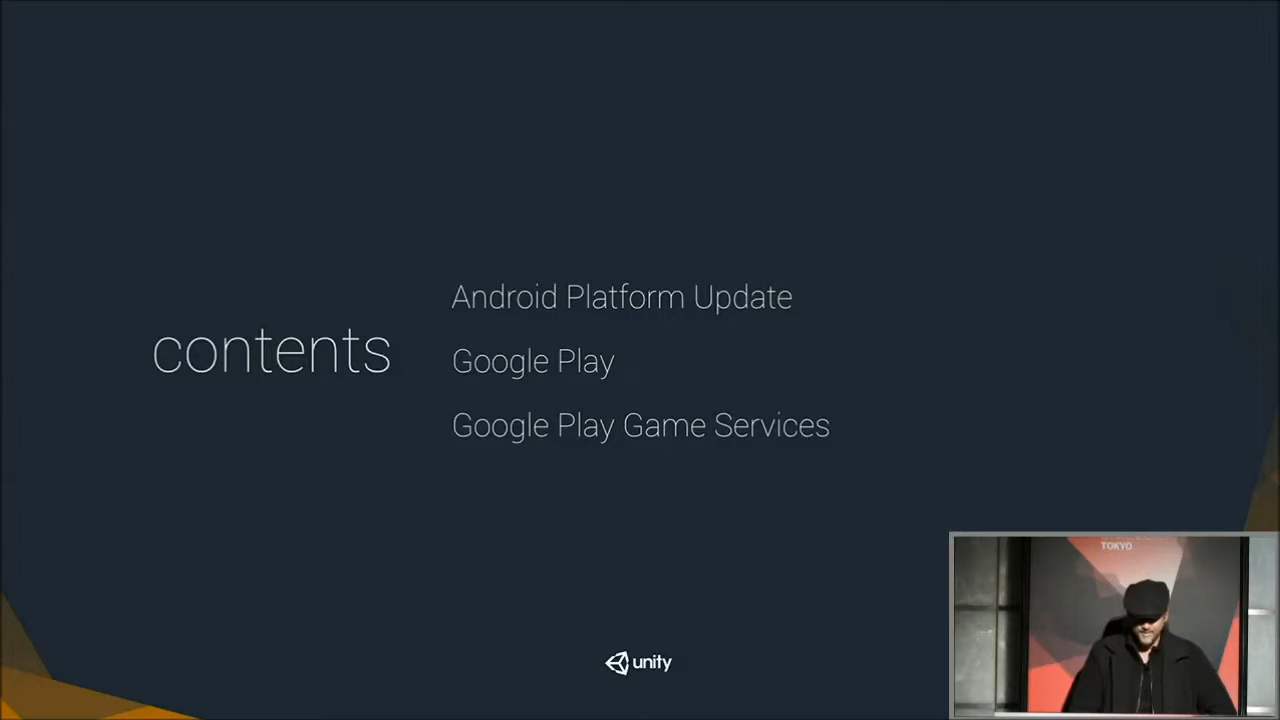 contents
Android Platform Update
Google Play
Google Play Game Services
unity
TOKYO